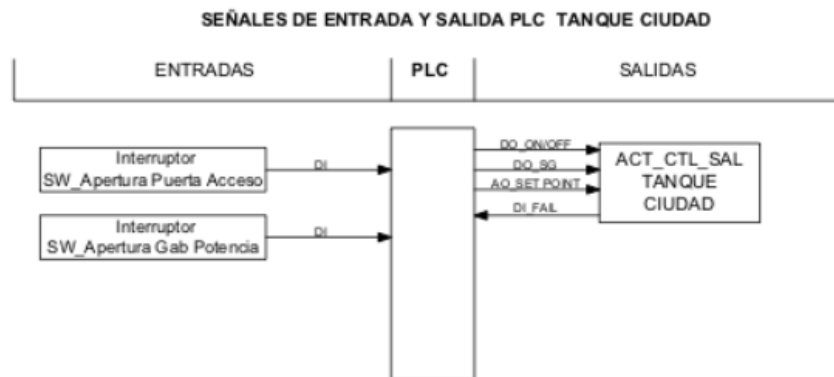 SEÑALES DE ENTRADA Y SALIDA PLC TANQUE CIUDAD
ENTRADAS
PLC
SALIDAS
Interruptor
SW_Apertura Puerta Acceso
DI
Interruptor
SW_Apertura Gab Potencia
DI
DO_ON/OFF
DO_SG
AO_SET POINT
DI_FAIL
ACT_CTL_SAL
TANQUE
CIUDAD